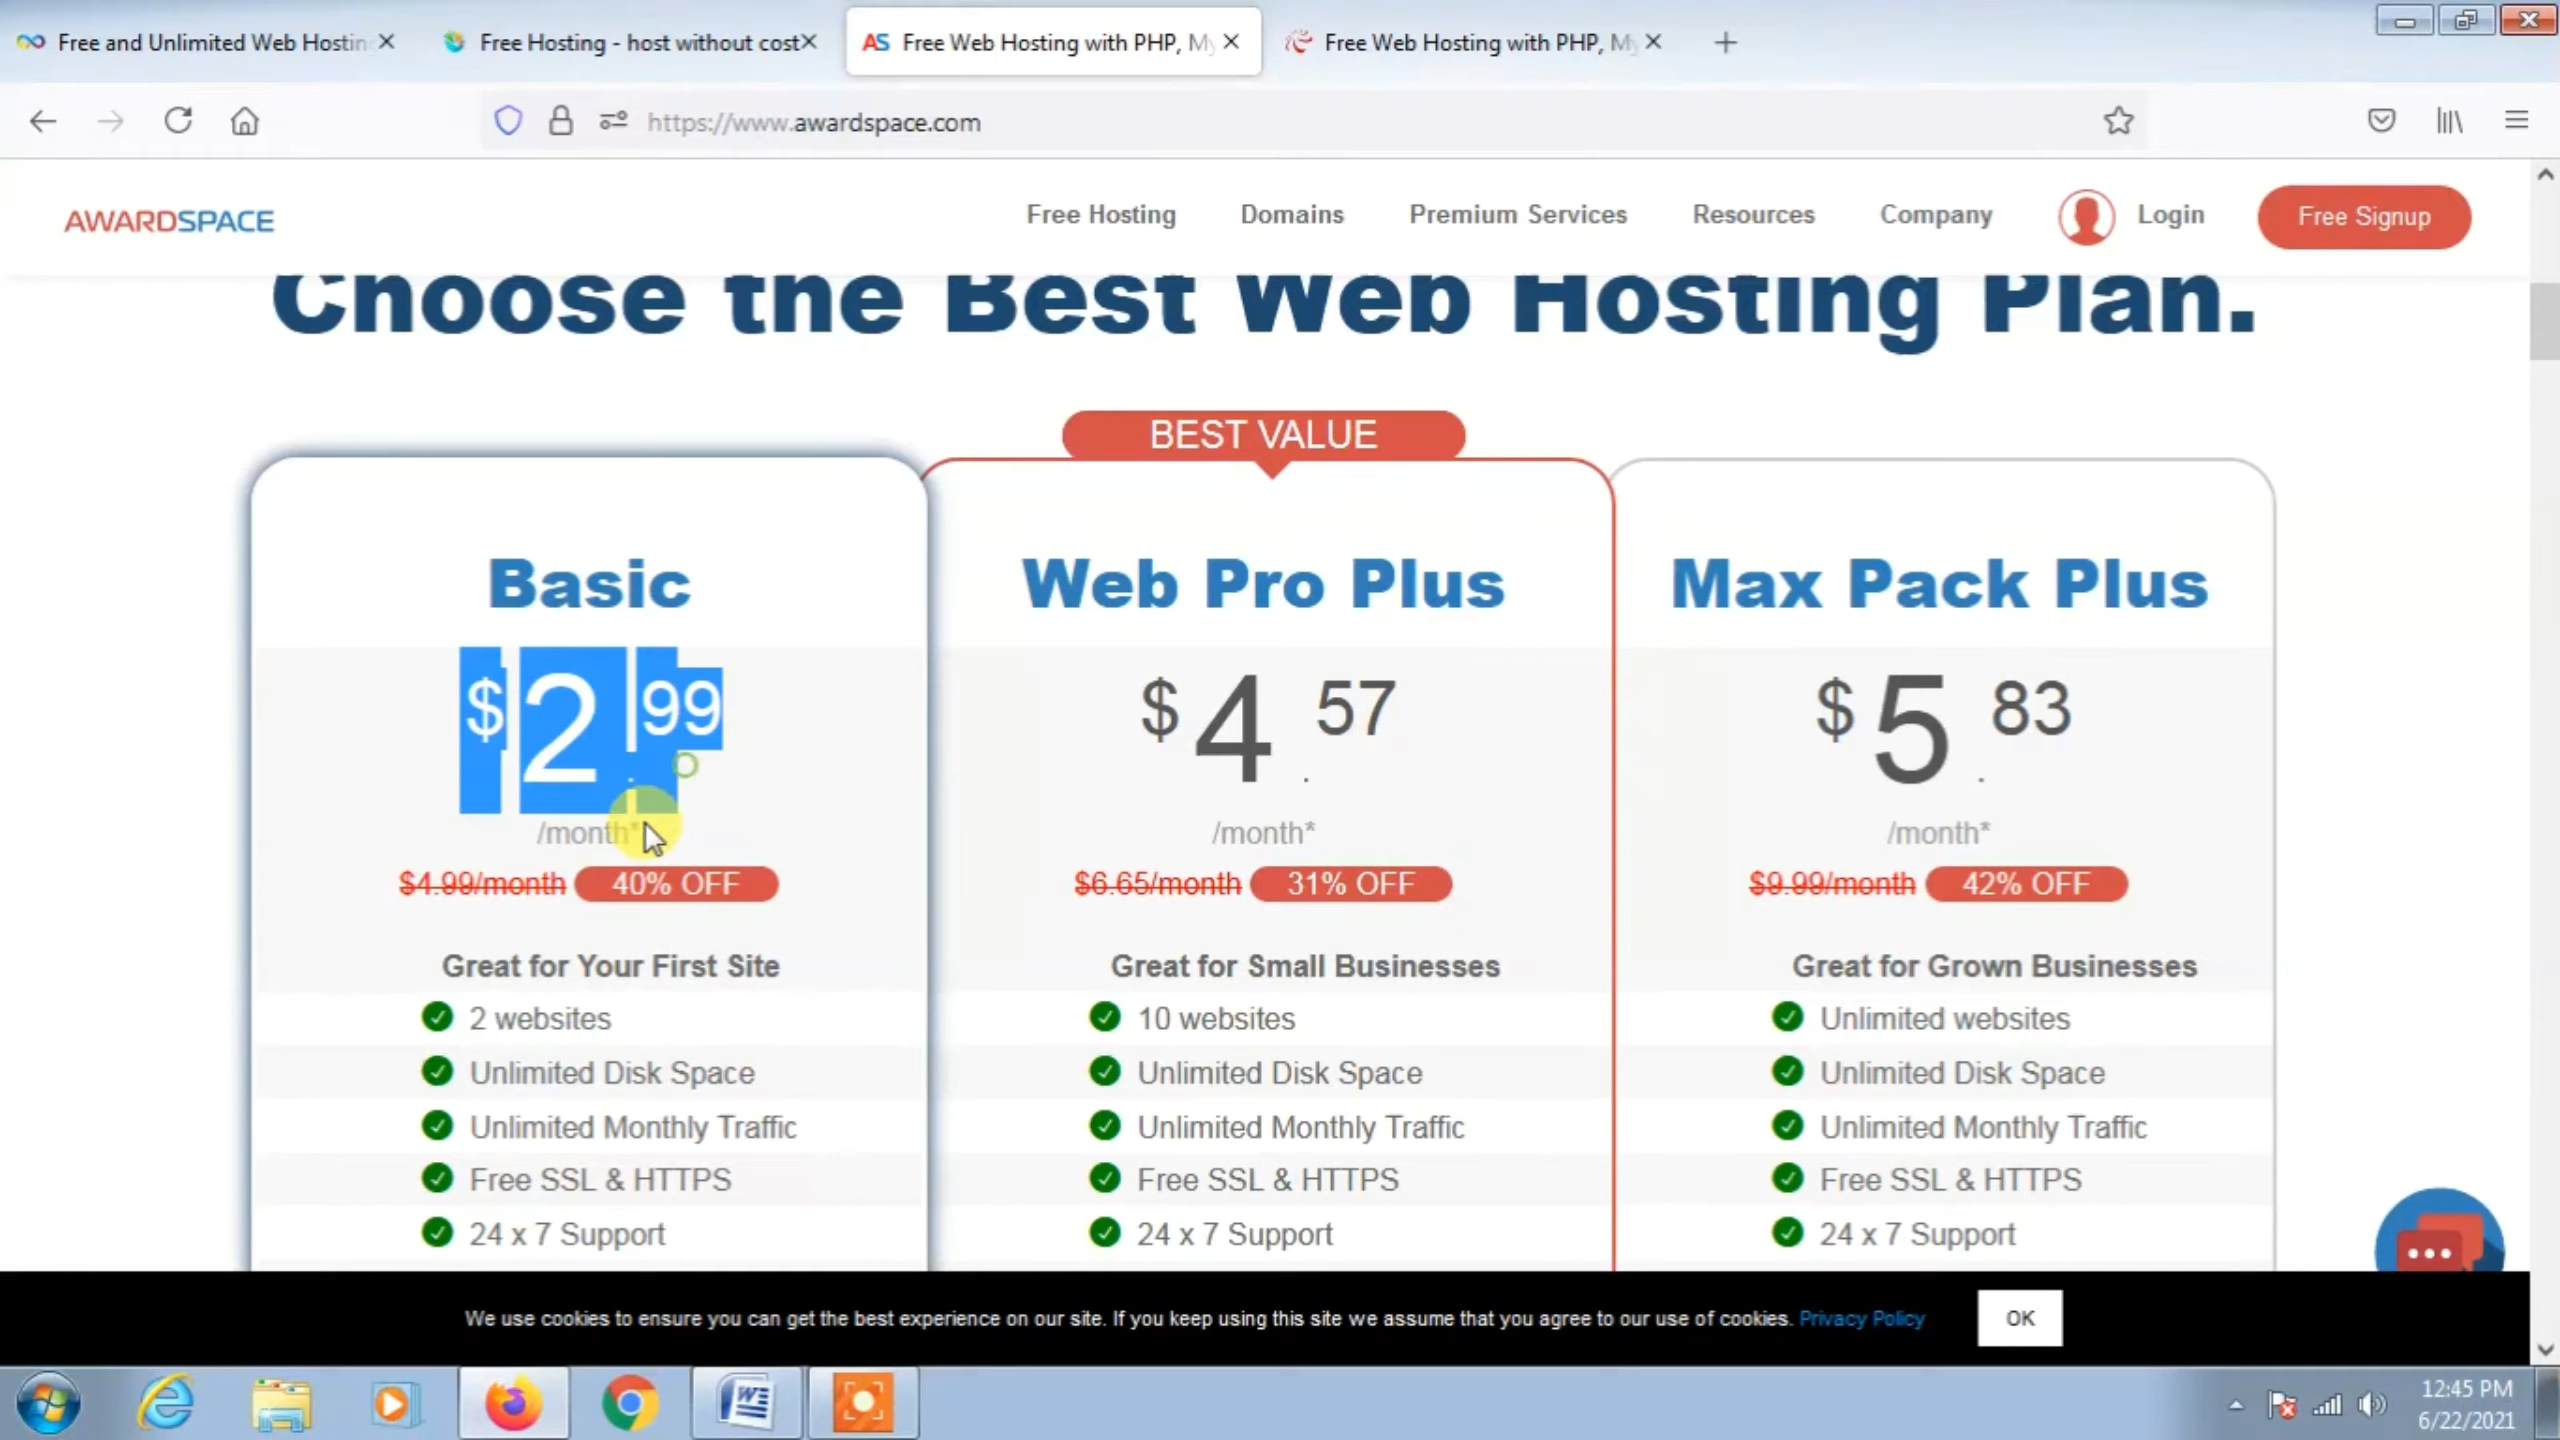 Free and Unlimited Web Hostin
Free Hosting - host without cost
AS Free Web Hosting with PHP, My
Free Web Hosting with PHP, My
https://www.awardspace.com
AWARDSPACE
Free Hosting
Domains
Premium Services
Resources
Company
Login
Free Signup
Choose the Best Web Hosting Plan.
BEST VALUE
Basic
$2.99
/month*
$4.99/month 40% OFF
Great for Your First Site
2 websites
Unlimited Disk Space
Unlimited Monthly Traffic
Free SSL & HTTPS
24 x 7 Support
Web Pro Plus
$4.57
/month*
$6.65/month 31% OFF
Great for Small Businesses
10 websites
Unlimited Disk Space
Unlimited Monthly Traffic
Free SSL & HTTPS
24 x 7 Support
Max Pack Plus
$5.83
/month*
$9.99/month 42% OFF
Great for Grown Businesses
Unlimited websites
Unlimited Disk Space
Unlimited Monthly Traffic
Free SSL & HTTPS
24 x 7 Support
We use cookies to ensure you can get the best experience on our site. If you keep using this site we assume that you agree to our use of cookies. Privacy Policy
OK
12:45 PM
6/22/2021